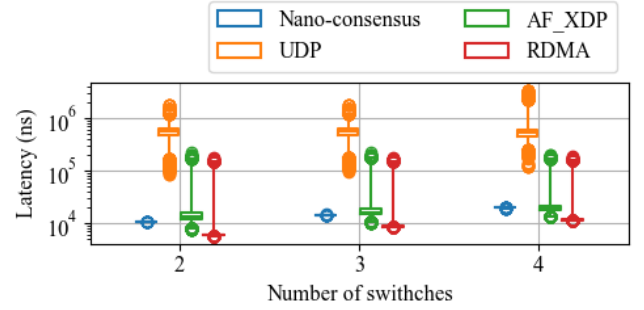 Nano-consensus AF_XDP
UDP RDMA
Latency (ns)
10^6
10^5
10^4
2 3 4
Number of swithches